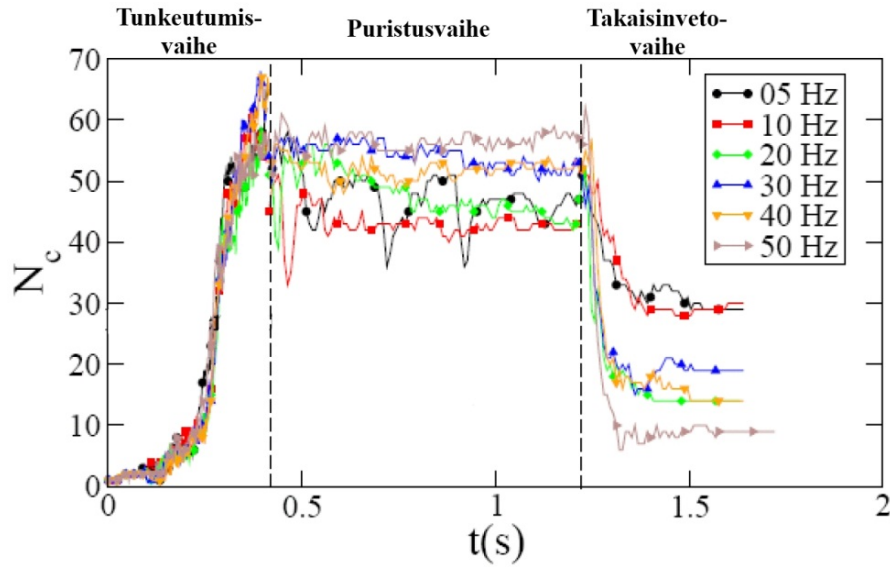 Tunkeutumis-
vaihe
Puristusvaihe
Takaisinveto-
vaihe
70
60
50
40
30
20
10
0
N_c
05 Hz
10 Hz
20 Hz
30 Hz
40 Hz
50 Hz
0
0.5
1
1.5
2
t(s)